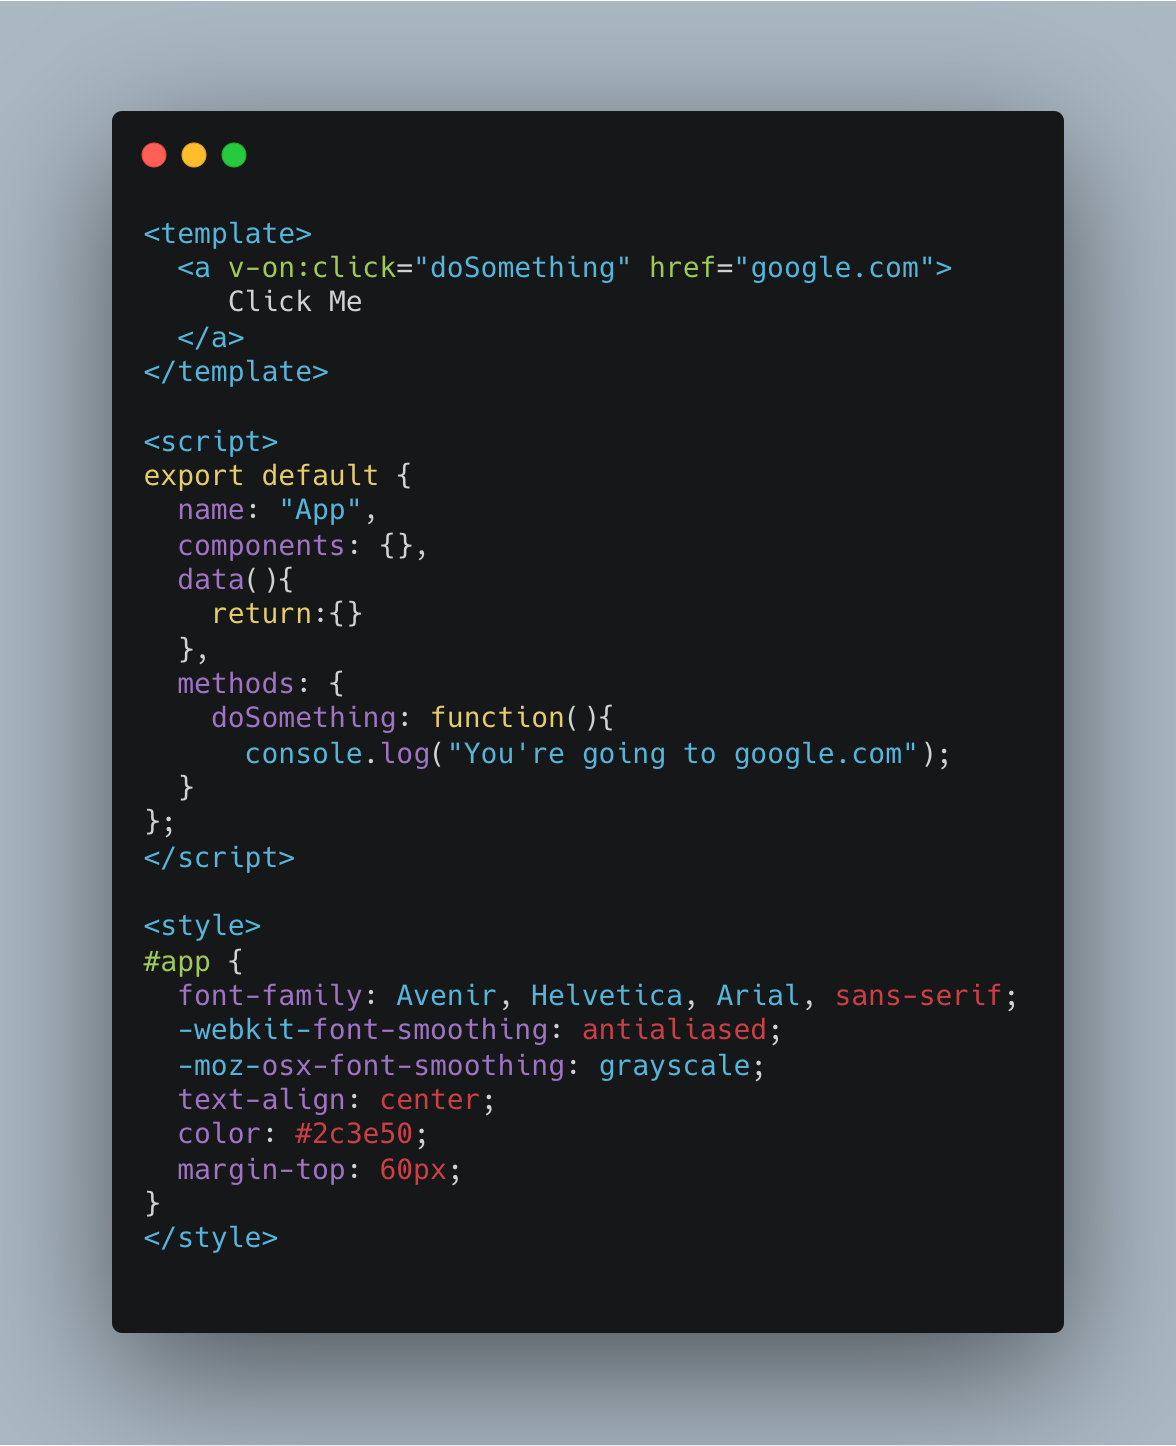 <template>
  <a v-on:click="doSomething" href="google.com">
     Click Me
  </a>
</template>

<script>
export default {
  name: "App",
  components: {},
  data(){
    return:{}
  },
  methods: {
    doSomething: function(){
      console.log("You're going to google.com");
  }
};
</script>

<style>
#app {
  font-family: Avenir, Helvetica, Arial, sans-serif;
  -webkit-font-smoothing: antialiased;
  -moz-osx-font-smoothing: grayscale;
  text-align: center;
  color: #2c3e50;
  margin-top: 60px;
}
</style>